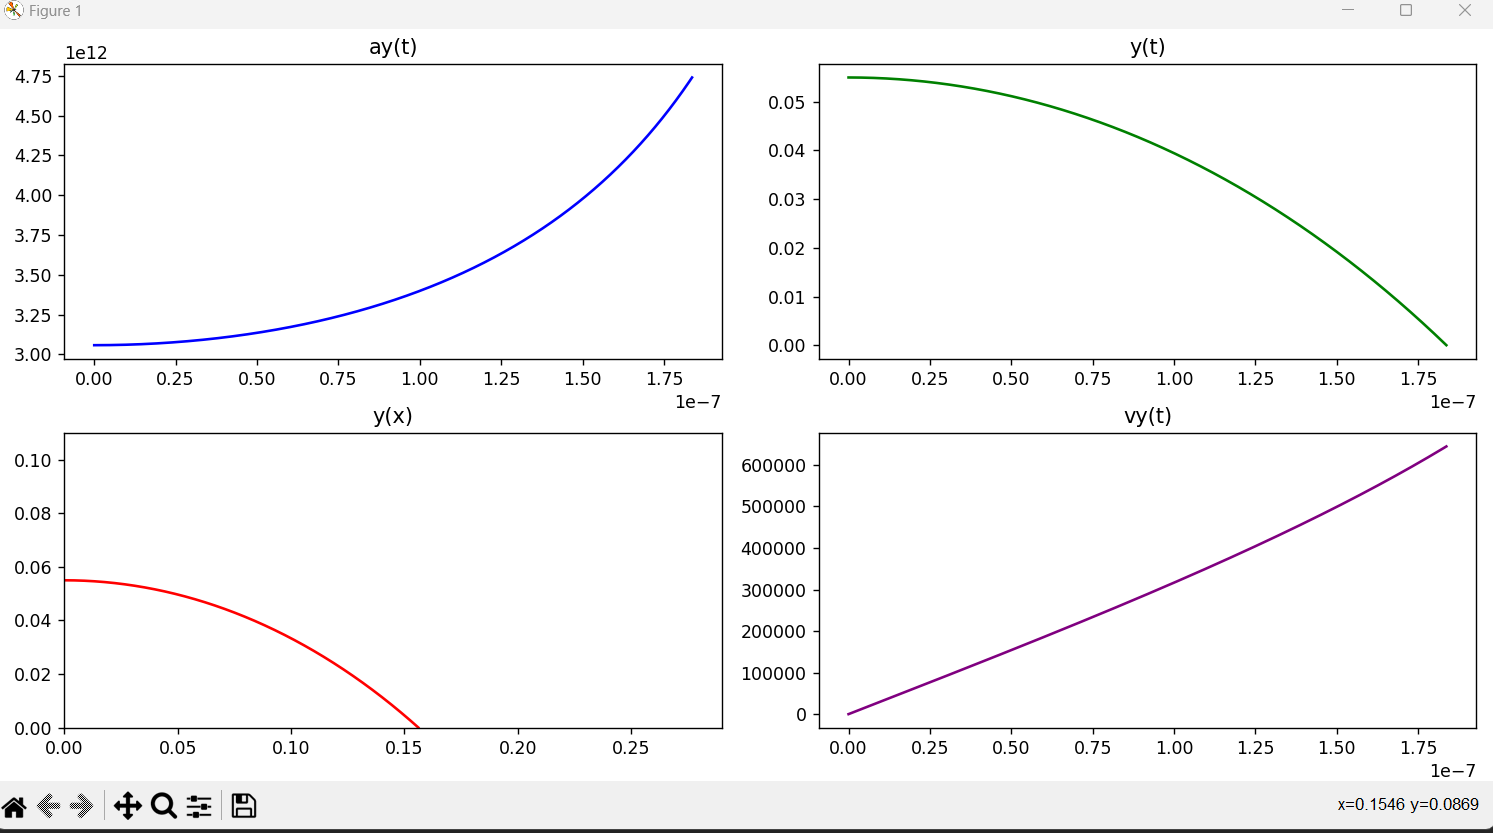 Figure 1
ay(t)
1e12
4.75
4.50
4.25
4.00
3.75
3.50
3.25
3.00
0.00 0.25 0.50 0.75 1.00 1.25 1.50 1.75
1e−7
y(t)
0.05
0.04
0.03
0.02
0.01
0.00
0.00 0.25 0.50 0.75 1.00 1.25 1.50 1.75
1e−7
y(x)
0.10
0.08
0.06
0.04
0.02
0.00
0.00 0.05 0.10 0.15 0.20 0.25
vy(t)
600000
500000
400000
300000
200000
100000
0
0.00 0.25 0.50 0.75 1.00 1.25 1.50 1.75
1e−7
x=0.1546 y=0.0869